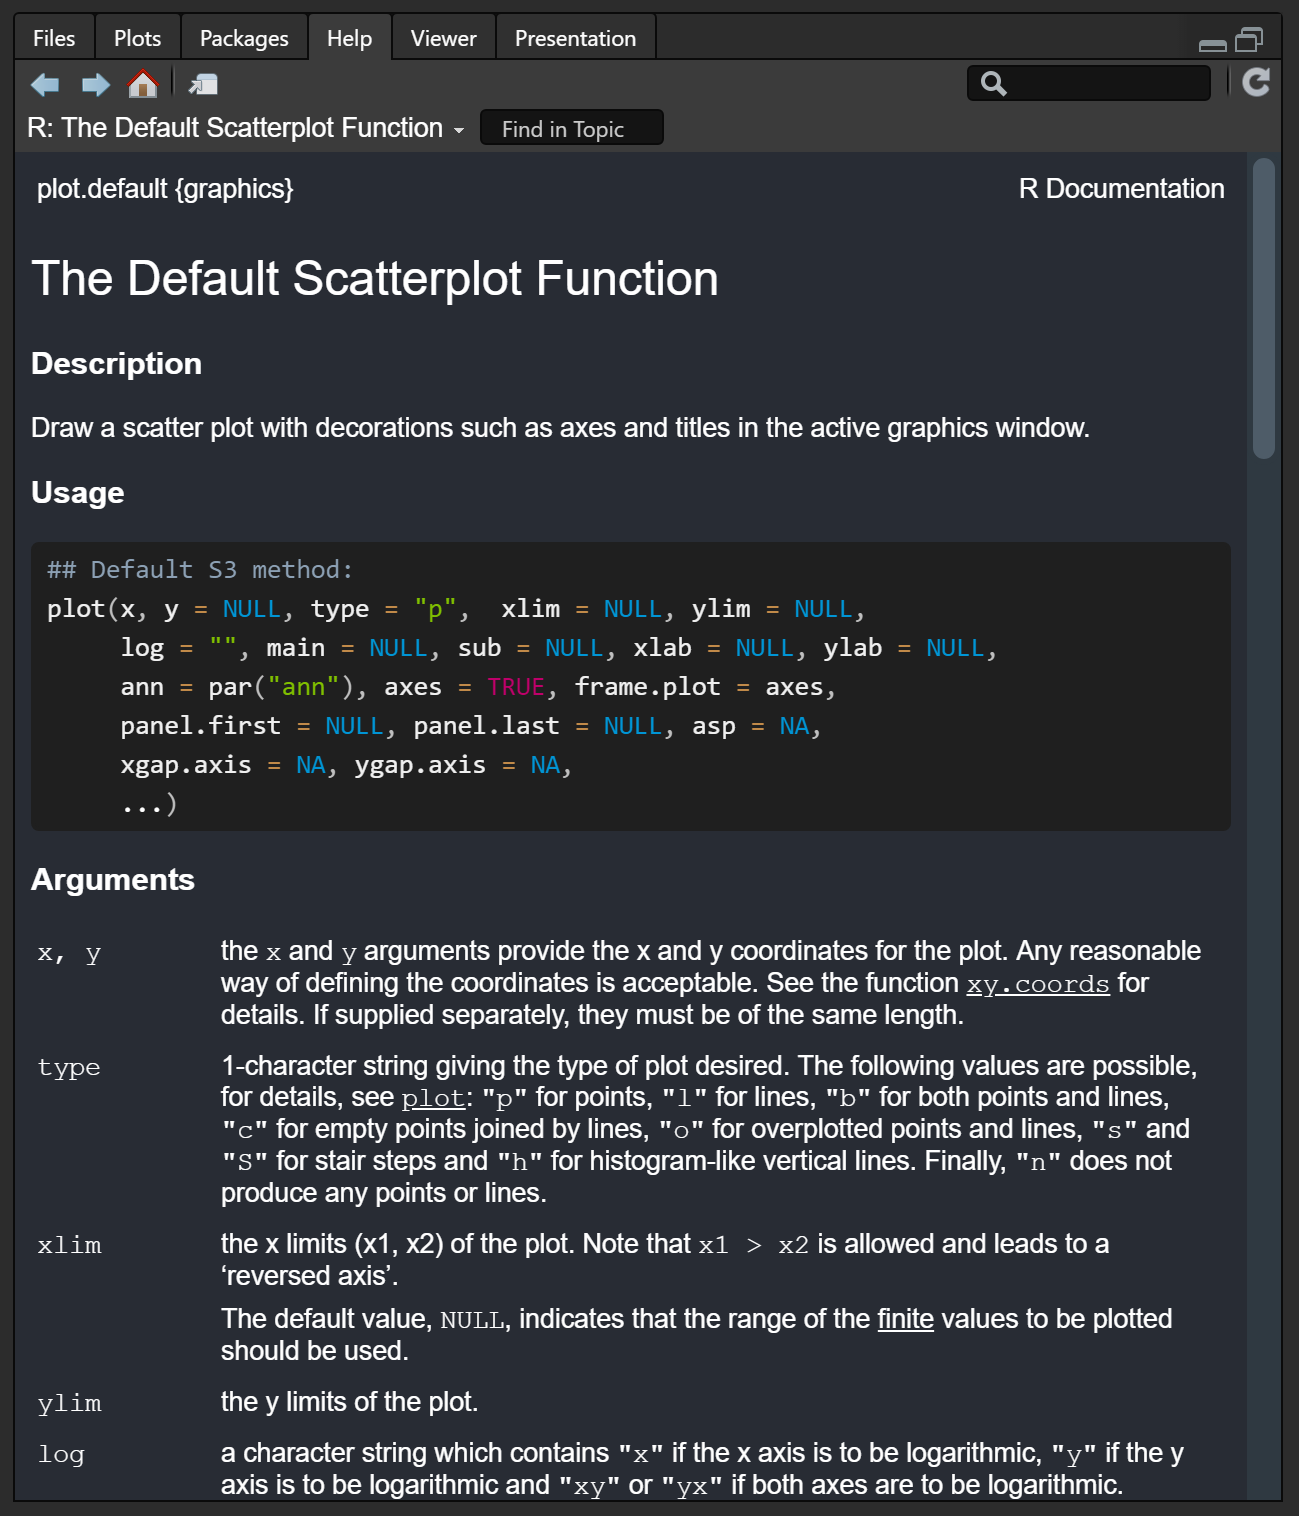 Files Plots Packages Help Viewer Presentation
R: The Default Scatterplot Function Find in Topic
plot.default {graphics} R Documentation
The Default Scatterplot Function
Description
Draw a scatter plot with decorations such as axes and titles in the active graphics window.
Usage
## Default S3 method:
plot(x, y = NULL, type = "p",  xlim = NULL, ylim = NULL,
     log = "", main = NULL, sub = NULL, xlab = NULL, ylab = NULL,
     ann = par("ann"), axes = TRUE, frame.plot = axes,
     panel.first = NULL, panel.last = NULL, asp = NA,
     xgap.axis = NA, ygap.axis = NA,
     ...)
Arguments
x, y the x and y arguments provide the x and y coordinates for the plot. Any reasonable
way of defining the coordinates is acceptable. See the function xy.coords for
details. If supplied separately, they must be of the same length.
type 1-character string giving the type of plot desired. The following values are possible,
for details, see plot: "p" for points, "l" for lines, "b" for both points and lines,
"c" for empty points joined by lines, "o" for overplotted points and lines, "s" and
"S" for stair steps and "h" for histogram-like vertical lines. Finally, "n" does not
produce any points or lines.
xlim the x limits (x1, x2) of the plot. Note that x1 > x2 is allowed and leads to a
‘reversed axis’.
The default value, NULL, indicates that the range of the finite values to be plotted
should be used.
ylim the y limits of the plot.
log a character string which contains "x" if the x axis is to be logarithmic, "y" if the y
axis is to be logarithmic and "xy" or "yx" if both axes are to be logarithmic.